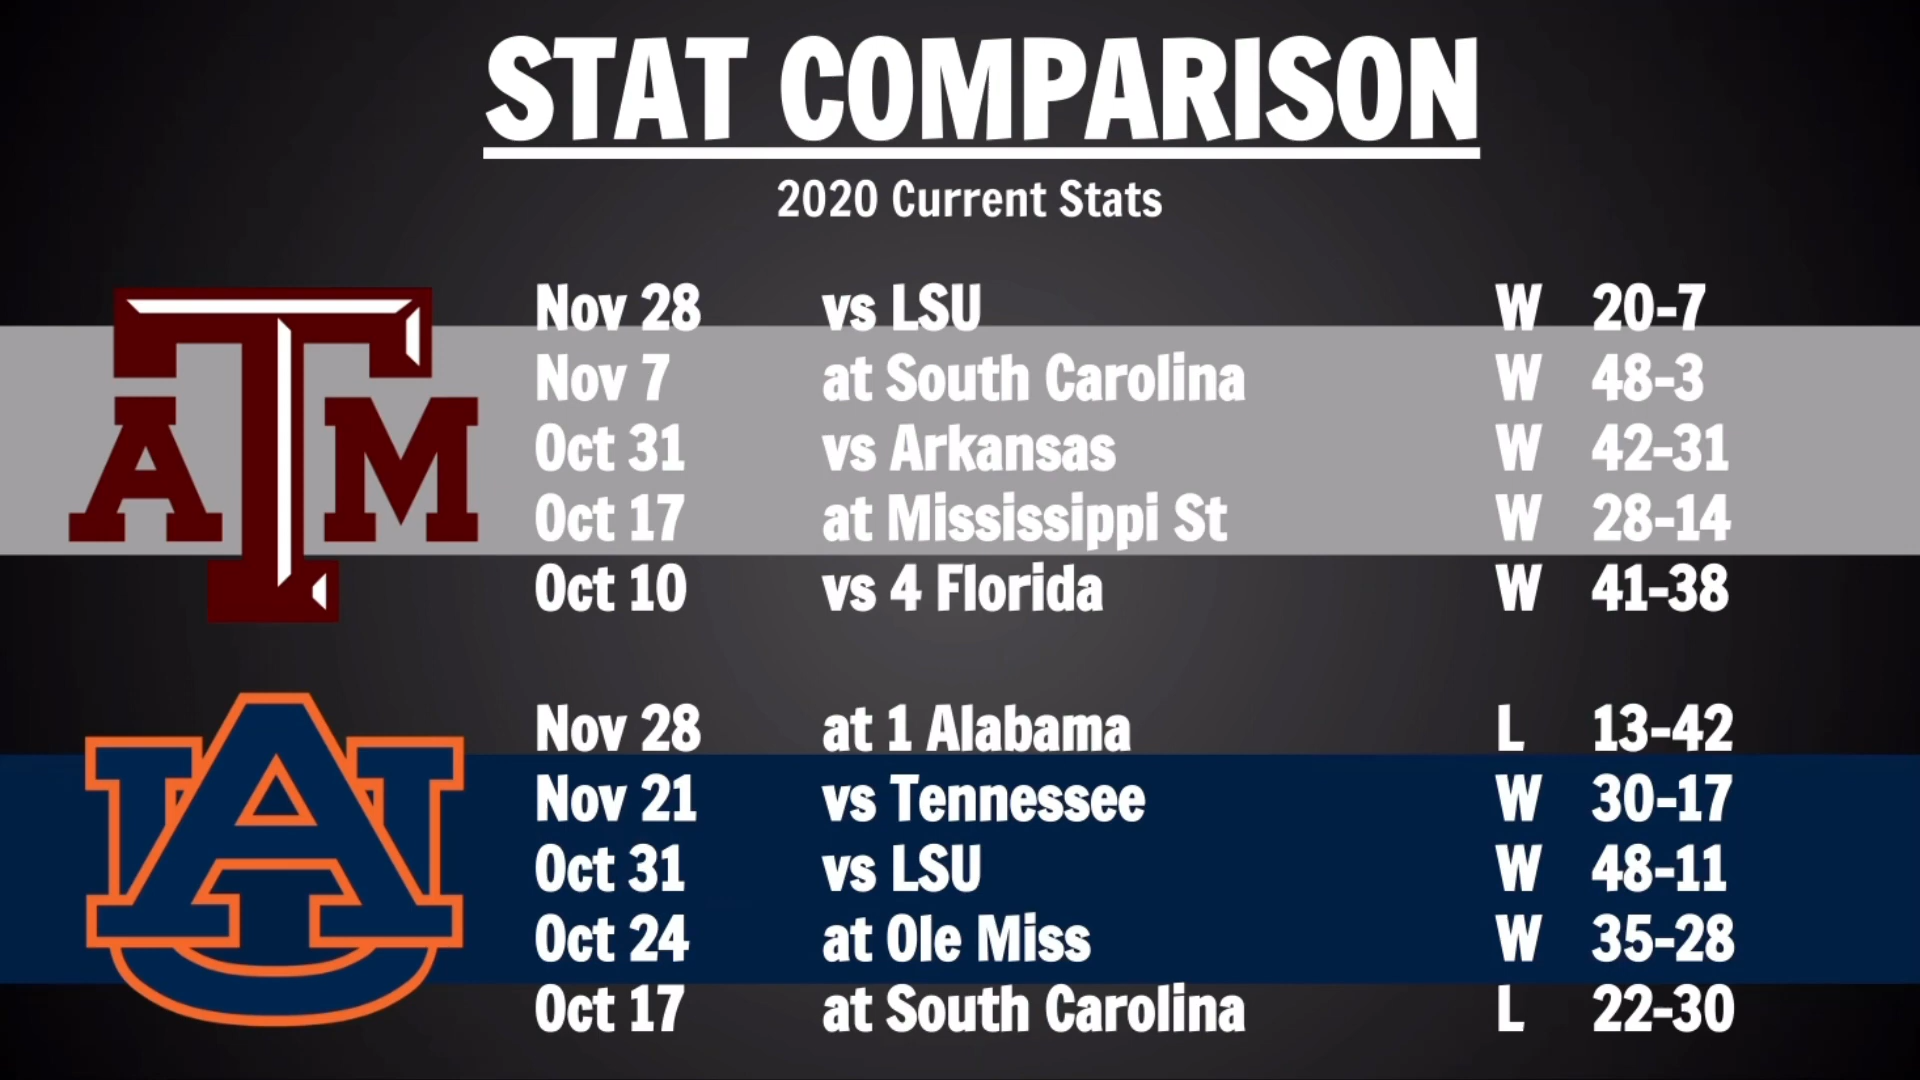 STAT COMPARISON
2020 Current Stats
ATM
Nov 28 vs LSU W 20-7
Nov 7 at South Carolina W 48-3
Oct 31 vs Arkansas W 42-31
Oct 17 at Mississippi St W 28-14
Oct 10 vs 4 Florida W 41-38
AU
Nov 28 at 1 Alabama L 13-42
Nov 21 vs Tennessee W 30-17
Oct 31 vs LSU W 48-11
Oct 24 at Ole Miss W 35-28
Oct 17 at South Carolina L 22-30